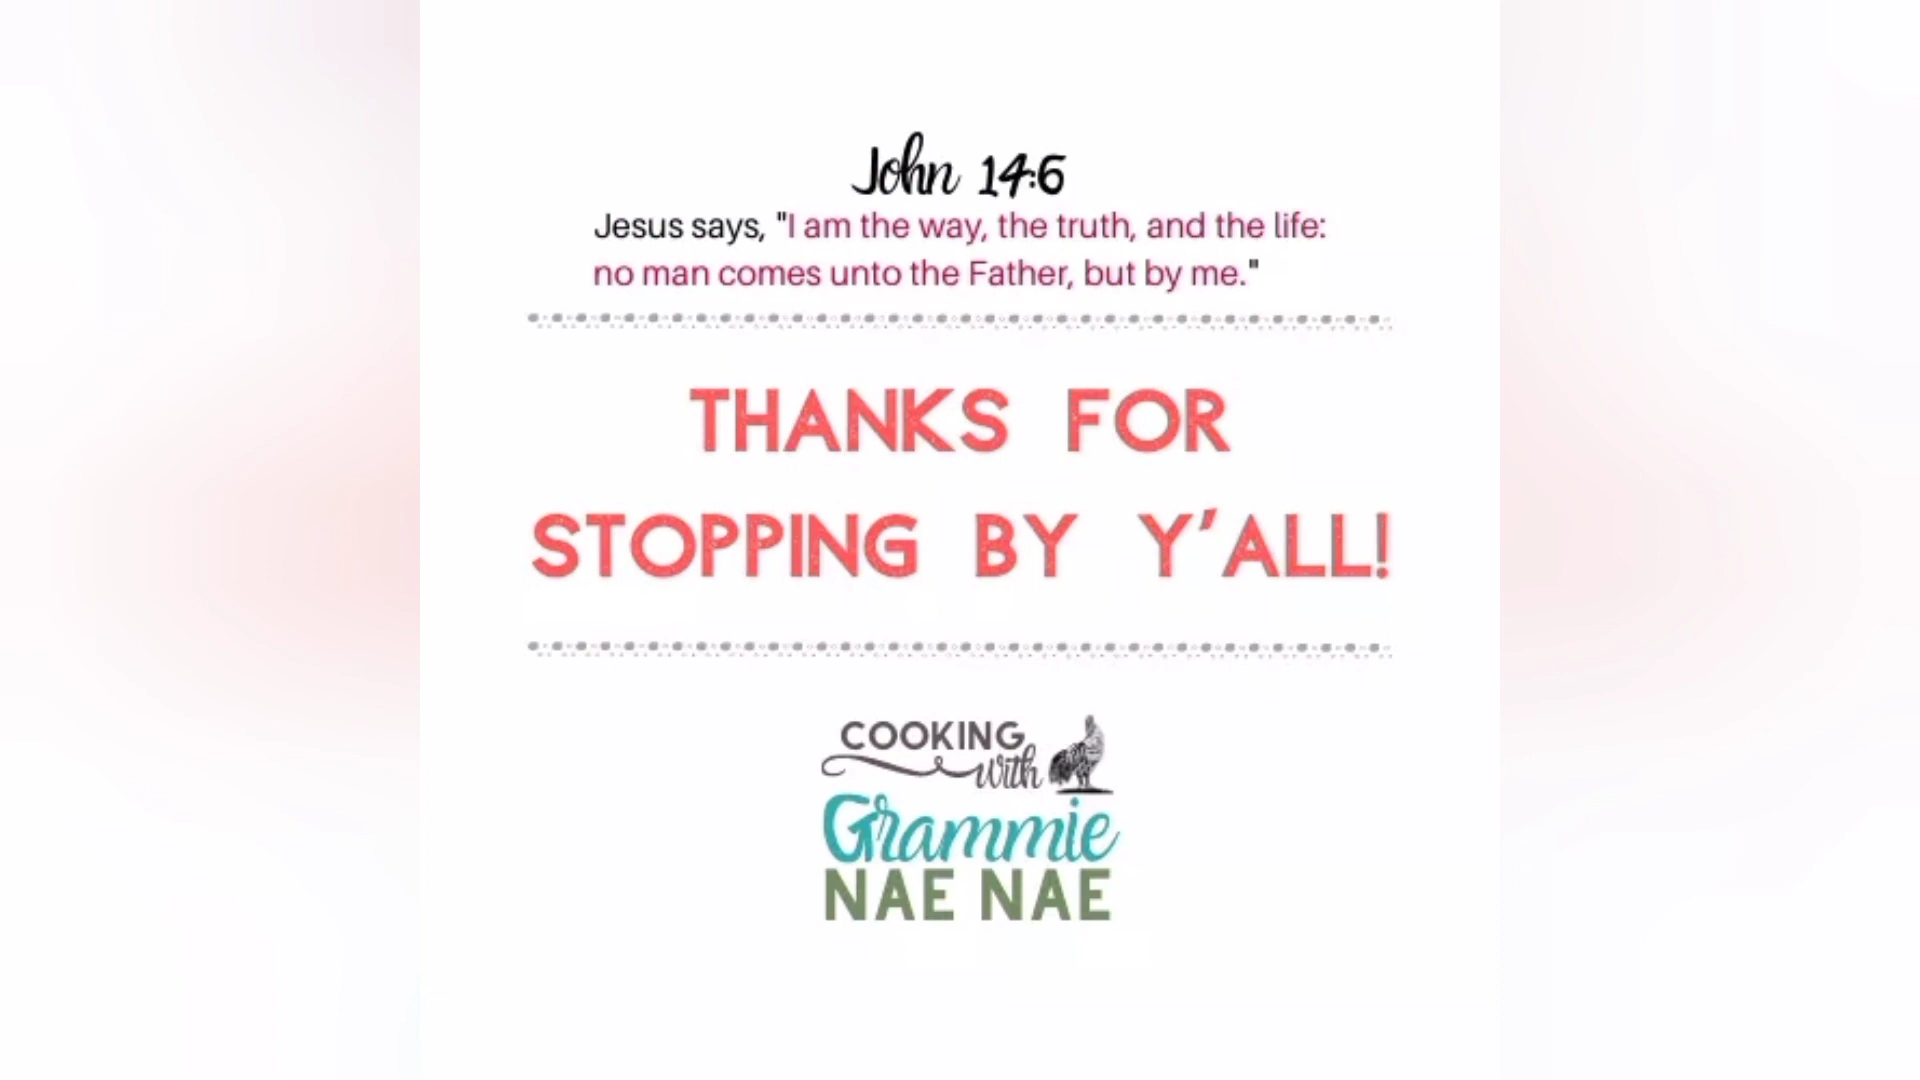 John 14:6
Jesus says, "I am the way, the truth, and the life:
no man comes unto the Father, but by me."
THANKS FOR
STOPPING BY Y'ALL!
COOKING
with
Grammie
NAE NAE